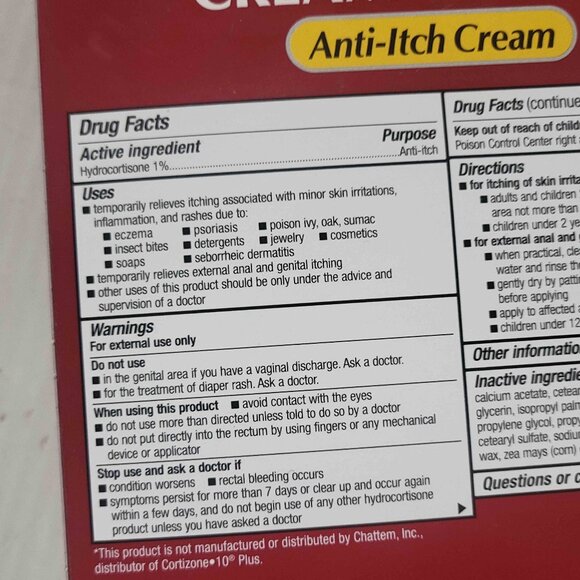 Anti-Itch Cream
Drug Facts
Active ingredient Purpose
Hydrocortisone 1%..........Anti-itch
Uses
■ temporarily relieves itching associated with minor skin irritations,
inflammation, and rashes due to:
■ eczema ■ psoriasis ■ poison ivy, oak, sumac
■ insect bites ■ detergents ■ jewelry ■ cosmetics
■ soaps ■ seborrheic dermatitis
■ temporarily relieves external anal and genital itching
■ other uses of this product should be only under the advice and
supervision of a doctor
Warnings
For external use only
Do not use
■ in the genital area if you have a vaginal discharge. Ask a doctor.
■ for the treatment of diaper rash. Ask a doctor.
When using this product ■ avoid contact with the eyes
■ do not use more than directed unless told to do so by a doctor
■ do not put directly into the rectum by using fingers or any mechanical
device or applicator
Stop use and ask a doctor if
■ condition worsens ■ rectal bleeding occurs
■ symptoms persist for more than 7 days or clear up and occur again
within a few days, and do not begin use of any other hydrocortisone
product unless you have asked a doctor
*This product is not manufactured or distributed by Chattem, Inc.,
distributor of Cortizone•10® Plus.
Drug Facts (continue
Keep out of reach of child
Poison Control Center right
Directions
■ for itching of skin irrita
■ adults and children
area not more than
■ children under 2 ye
■ for external anal and
■ when practical, cle
water and rinse th
■ gently dry by patti
before applying
■ apply to affected
■ children under 12
Other informatio
Inactive ingredie
calcium acetate, cetear
glycerin, isopropyl palm
propylene glycol, prop
cetearyl sulfate, sodiu
wax, zea mays (corn)
Questions or c